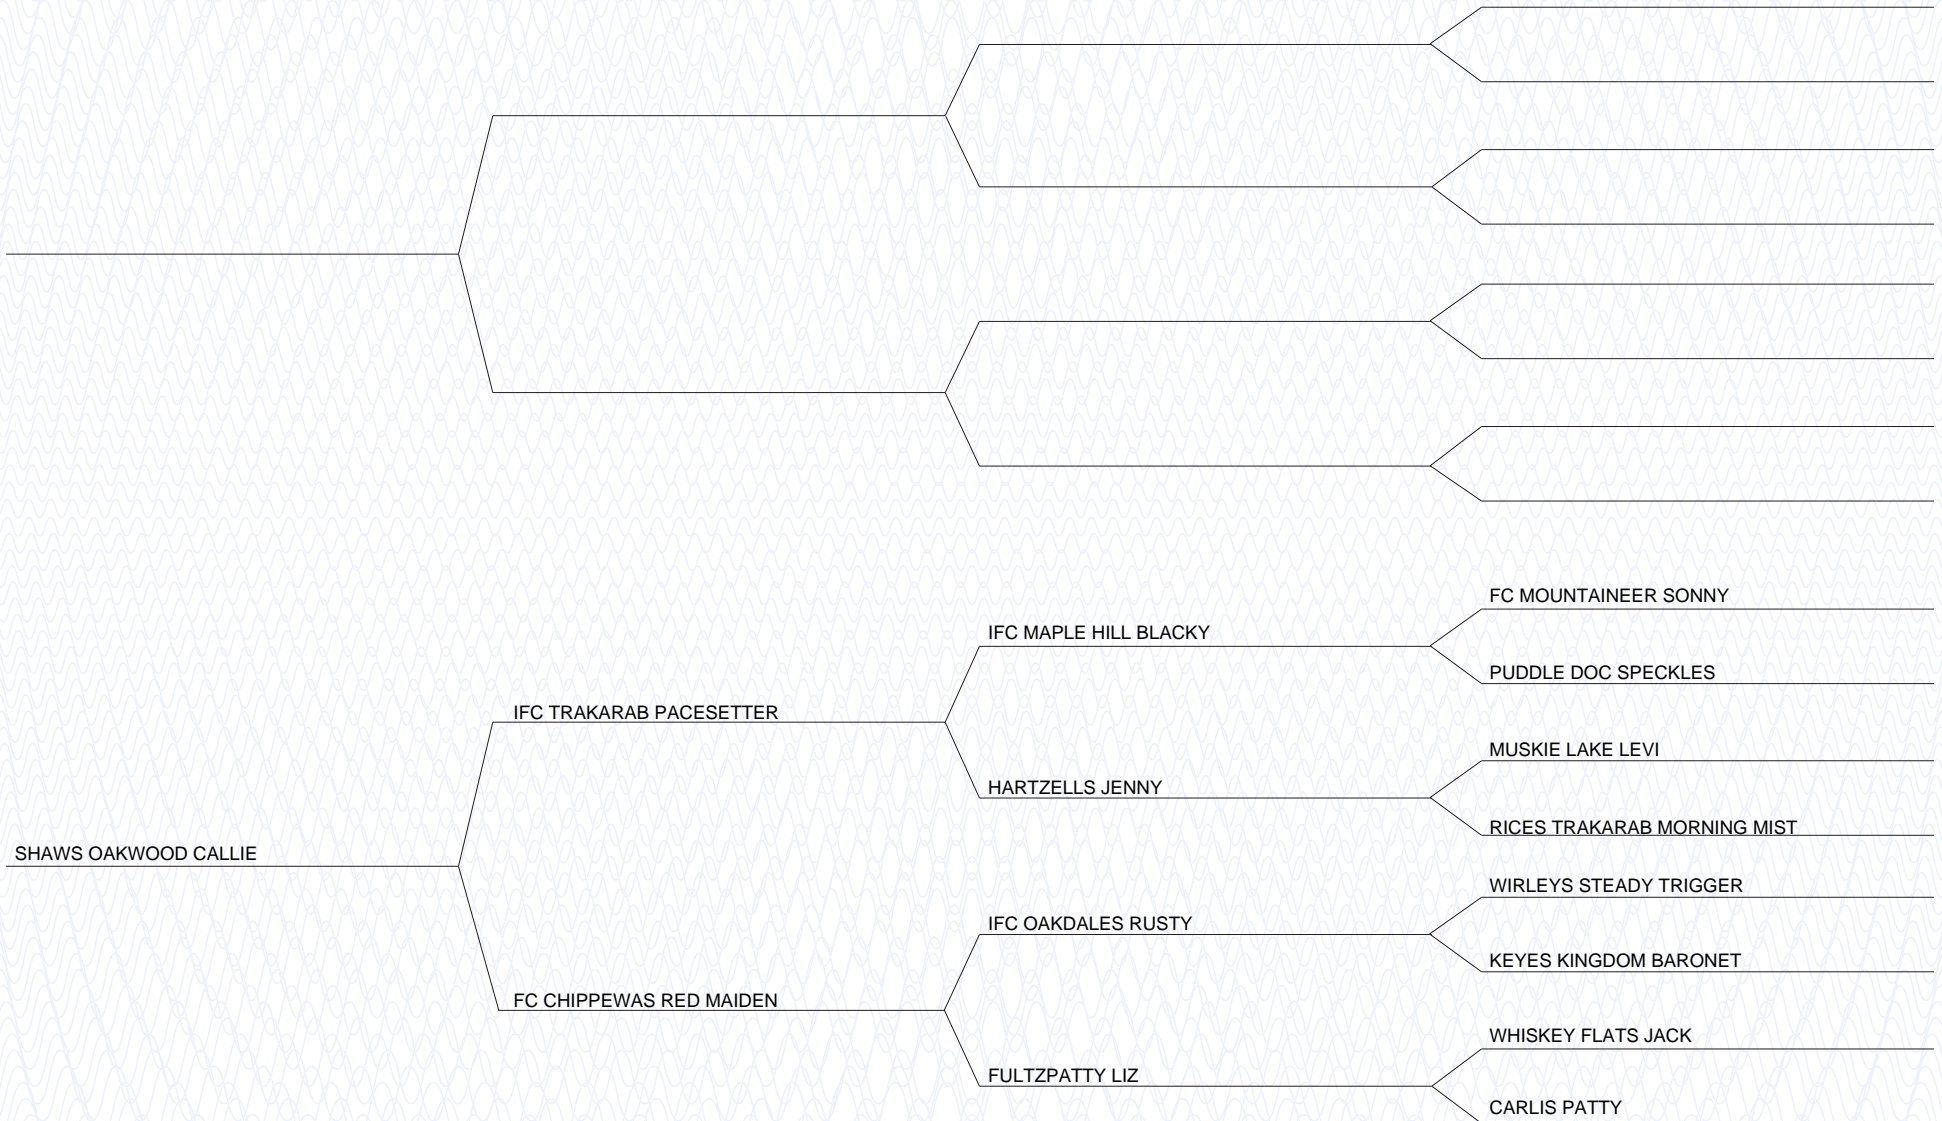 FC MOUNTAINEER SONNY
IFC MAPLE HILL BLACKY
PUDDLE DOC SPECKLES
IFC TRAKARAB PACESETTER
MUSKIE LAKE LEVI
HARTZELLS JENNY
RICES TRAKARAB MORNING MIST
SHAWS OAKWOOD CALLIE
WIRLEYS STEADY TRIGGER
IFC OAKDALES RUSTY
KEYES KINGDOM BARONET
FC CHIPPEWAS RED MAIDEN
WHISKEY FLATS JACK
FULTZPATTY LIZ
CARLIS PATTY